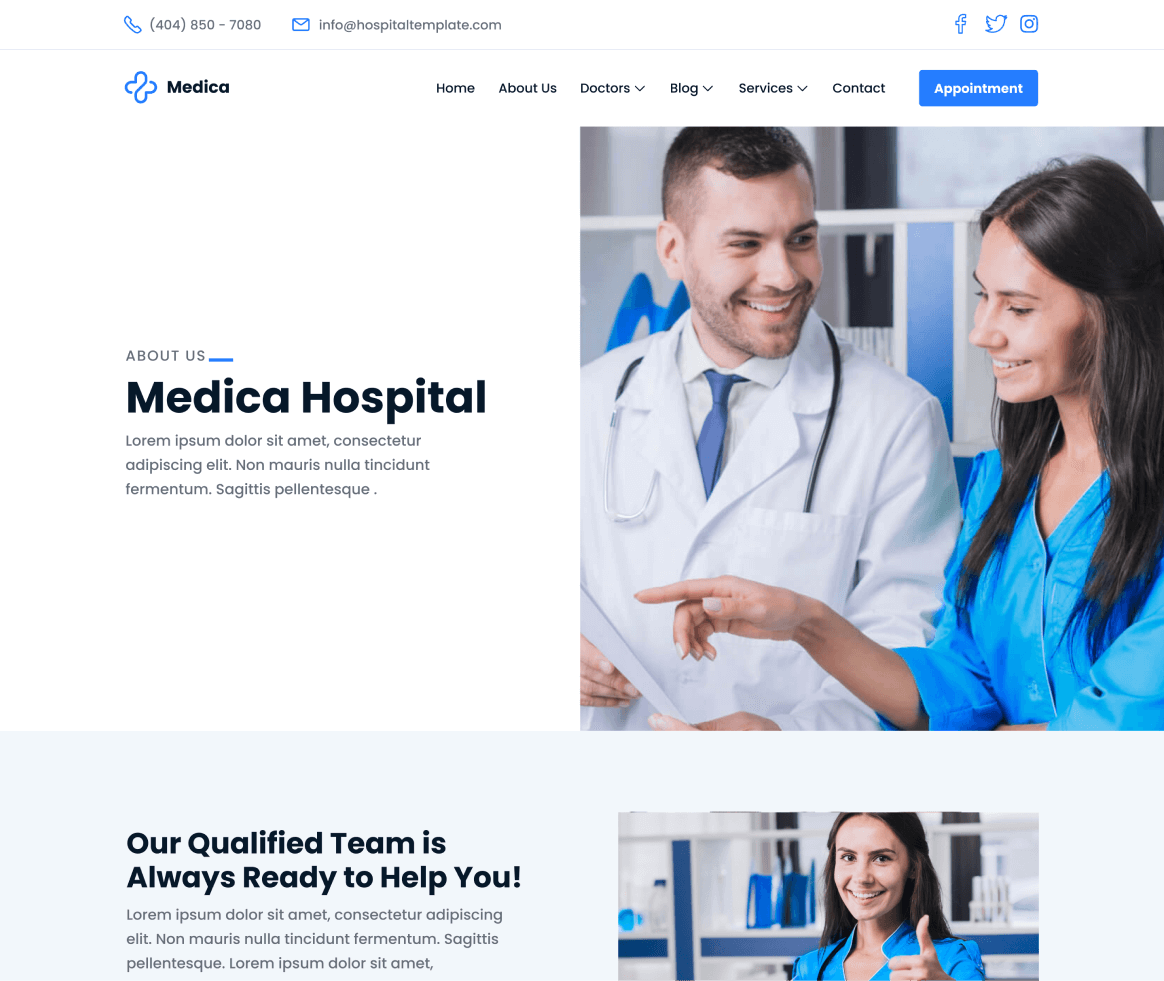 (404) 850 - 7080 info@hospitaltemplate.com
Medica Home About Us Doctors Blog Services Contact Appointment
ABOUT US
Medica Hospital
Lorem ipsum dolor sit amet, consectetur
adipiscing elit. Non mauris nulla tincidunt
fermentum. Sagittis pellentesque .
Our Qualified Team is
Always Ready to Help You!
Lorem ipsum dolor sit amet, consectetur adipiscing
elit. Non mauris nulla tincidunt fermentum. Sagittis
pellentesque. Lorem ipsum dolor sit amet,